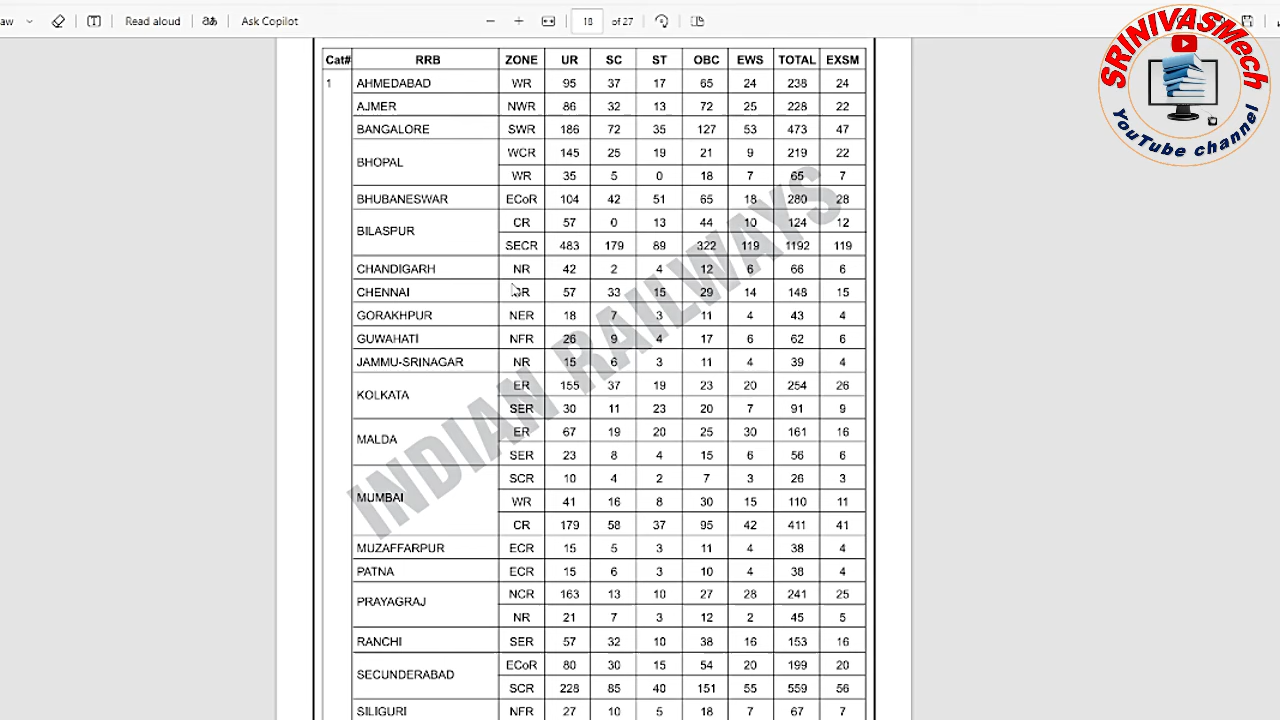 aw
Read aloud
Ask Copilot
18 of 27
SRINIVASMech
YouTube channel
Cat# RRB ZONE UR SC ST OBC EWS TOTAL EXSM
1 AHMEDABAD WR 95 37 17 65 24 238 24
AJMER NWR 86 32 13 72 25 228 22
BANGALORE SWR 186 72 35 127 53 473 47
BHOPAL WCR 145 25 19 21 9 219 22
WR 35 5 0 18 7 65 7
BHUBANESWAR ECoR 104 42 51 65 18 280 28
BILASPUR CR 57 0 13 44 10 124 12
SECR 483 179 89 322 119 1192 119
CHANDIGARH NR 42 2 4 12 6 66 6
CHENNAI 57 33 15 29 14 148 15
GORAKHPUR NER 18 7 3 11 4 43 4
GUWAHATI NFR 26 9 4 17 6 62 6
JAMMU-SRINAGAR NR 15 6 3 11 4 39 4
KOLKATA ER 155 37 19 23 20 254 26
SER 30 11 23 20 7 91 9
MALDA ER 67 19 20 25 30 161 16
SER 23 8 4 15 6 56 6
MUMBAI SCR 10 4 2 7 3 26 3
WR 41 16 8 30 15 110 11
CR 179 58 37 95 42 411 41
MUZAFFARPUR ECR 15 5 3 11 4 38 4
PATNA ECR 15 6 3 10 4 38 4
PRAYAGRAJ NCR 163 13 10 27 28 241 25
NR 21 7 3 12 2 45 5
RANCHI SER 57 32 10 38 16 153 16
SECUNDERABAD ECoR 80 30 15 54 20 199 20
SCR 228 85 40 151 55 559 56
SILIGURI NFR 27 10 5 18 7 67 7
INDIAN RAILWAYS